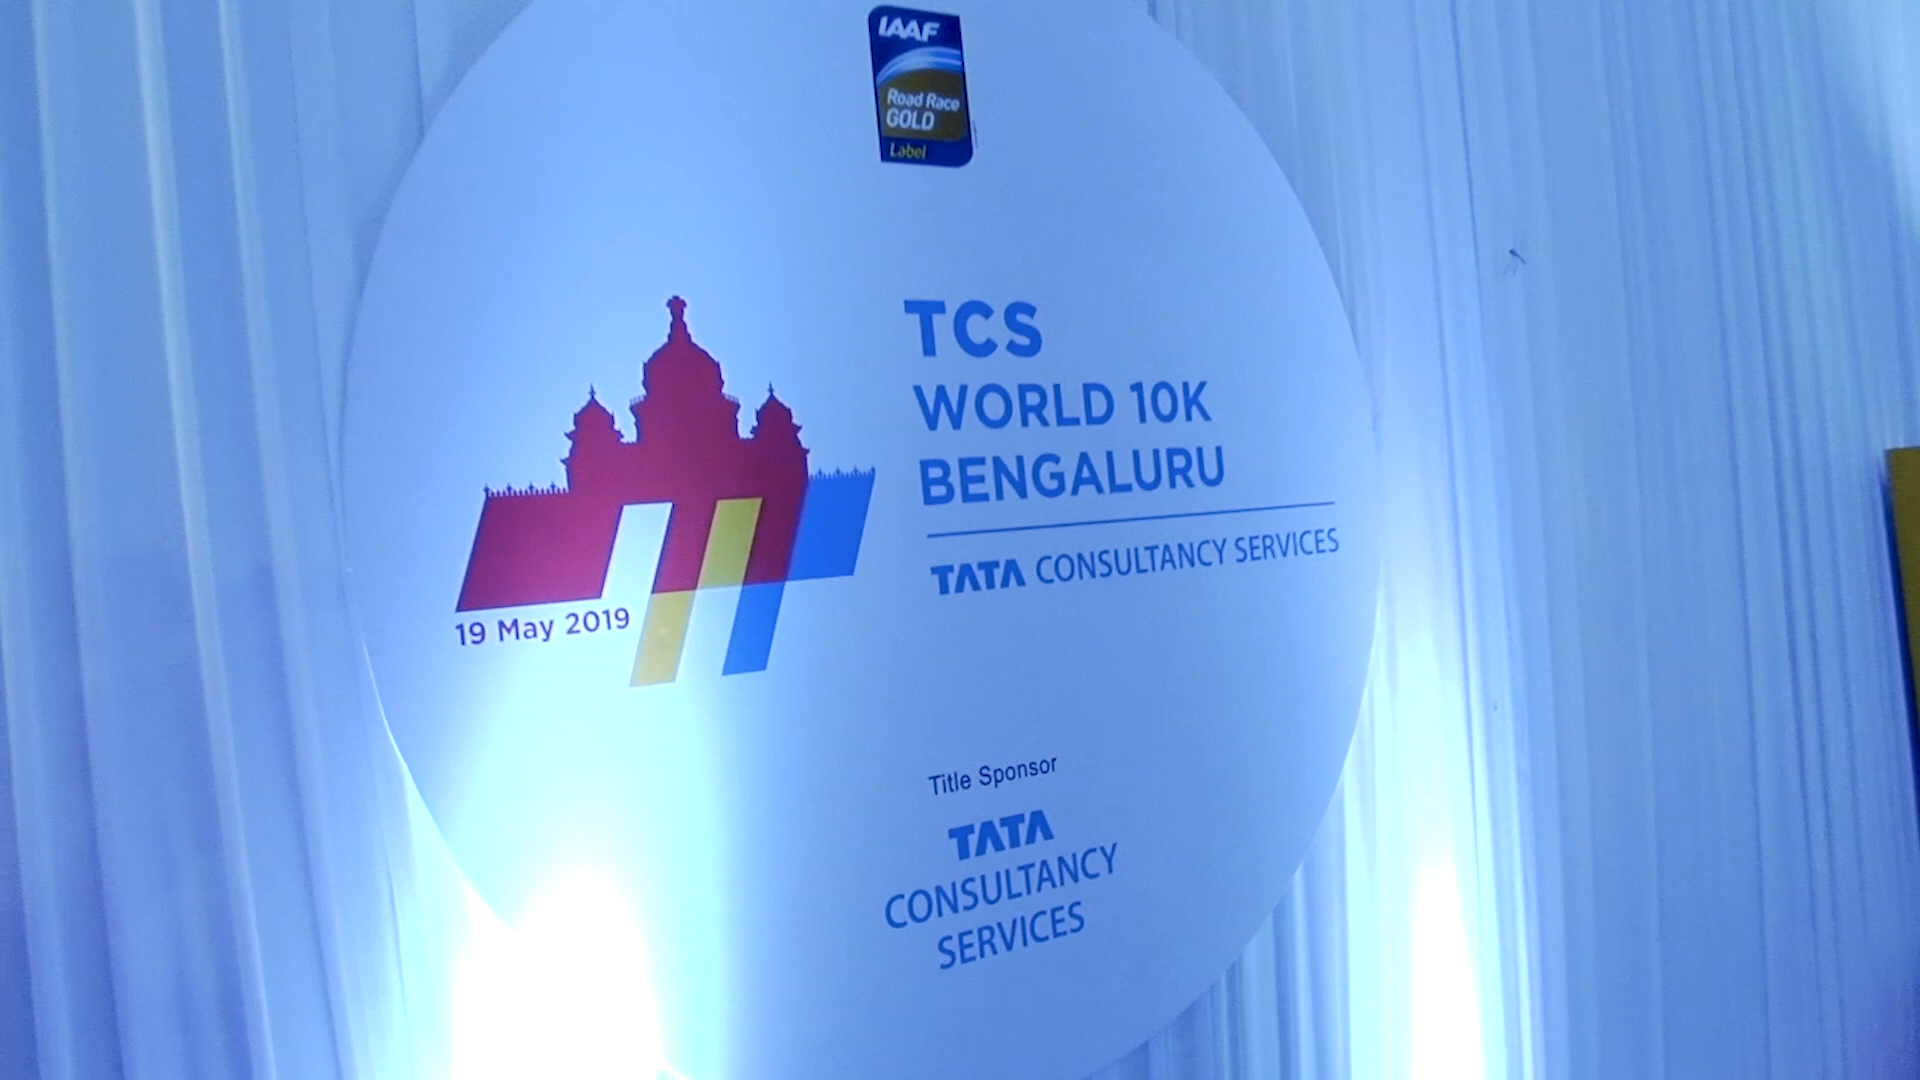 IAAF
Road Race
GOLD
Label
TCS
WORLD 10K
BENGALURU
TATA CONSULTANCY SERVICES
19 May 2019
Title Sponsor
TATA
CONSULTANCY
SERVICES